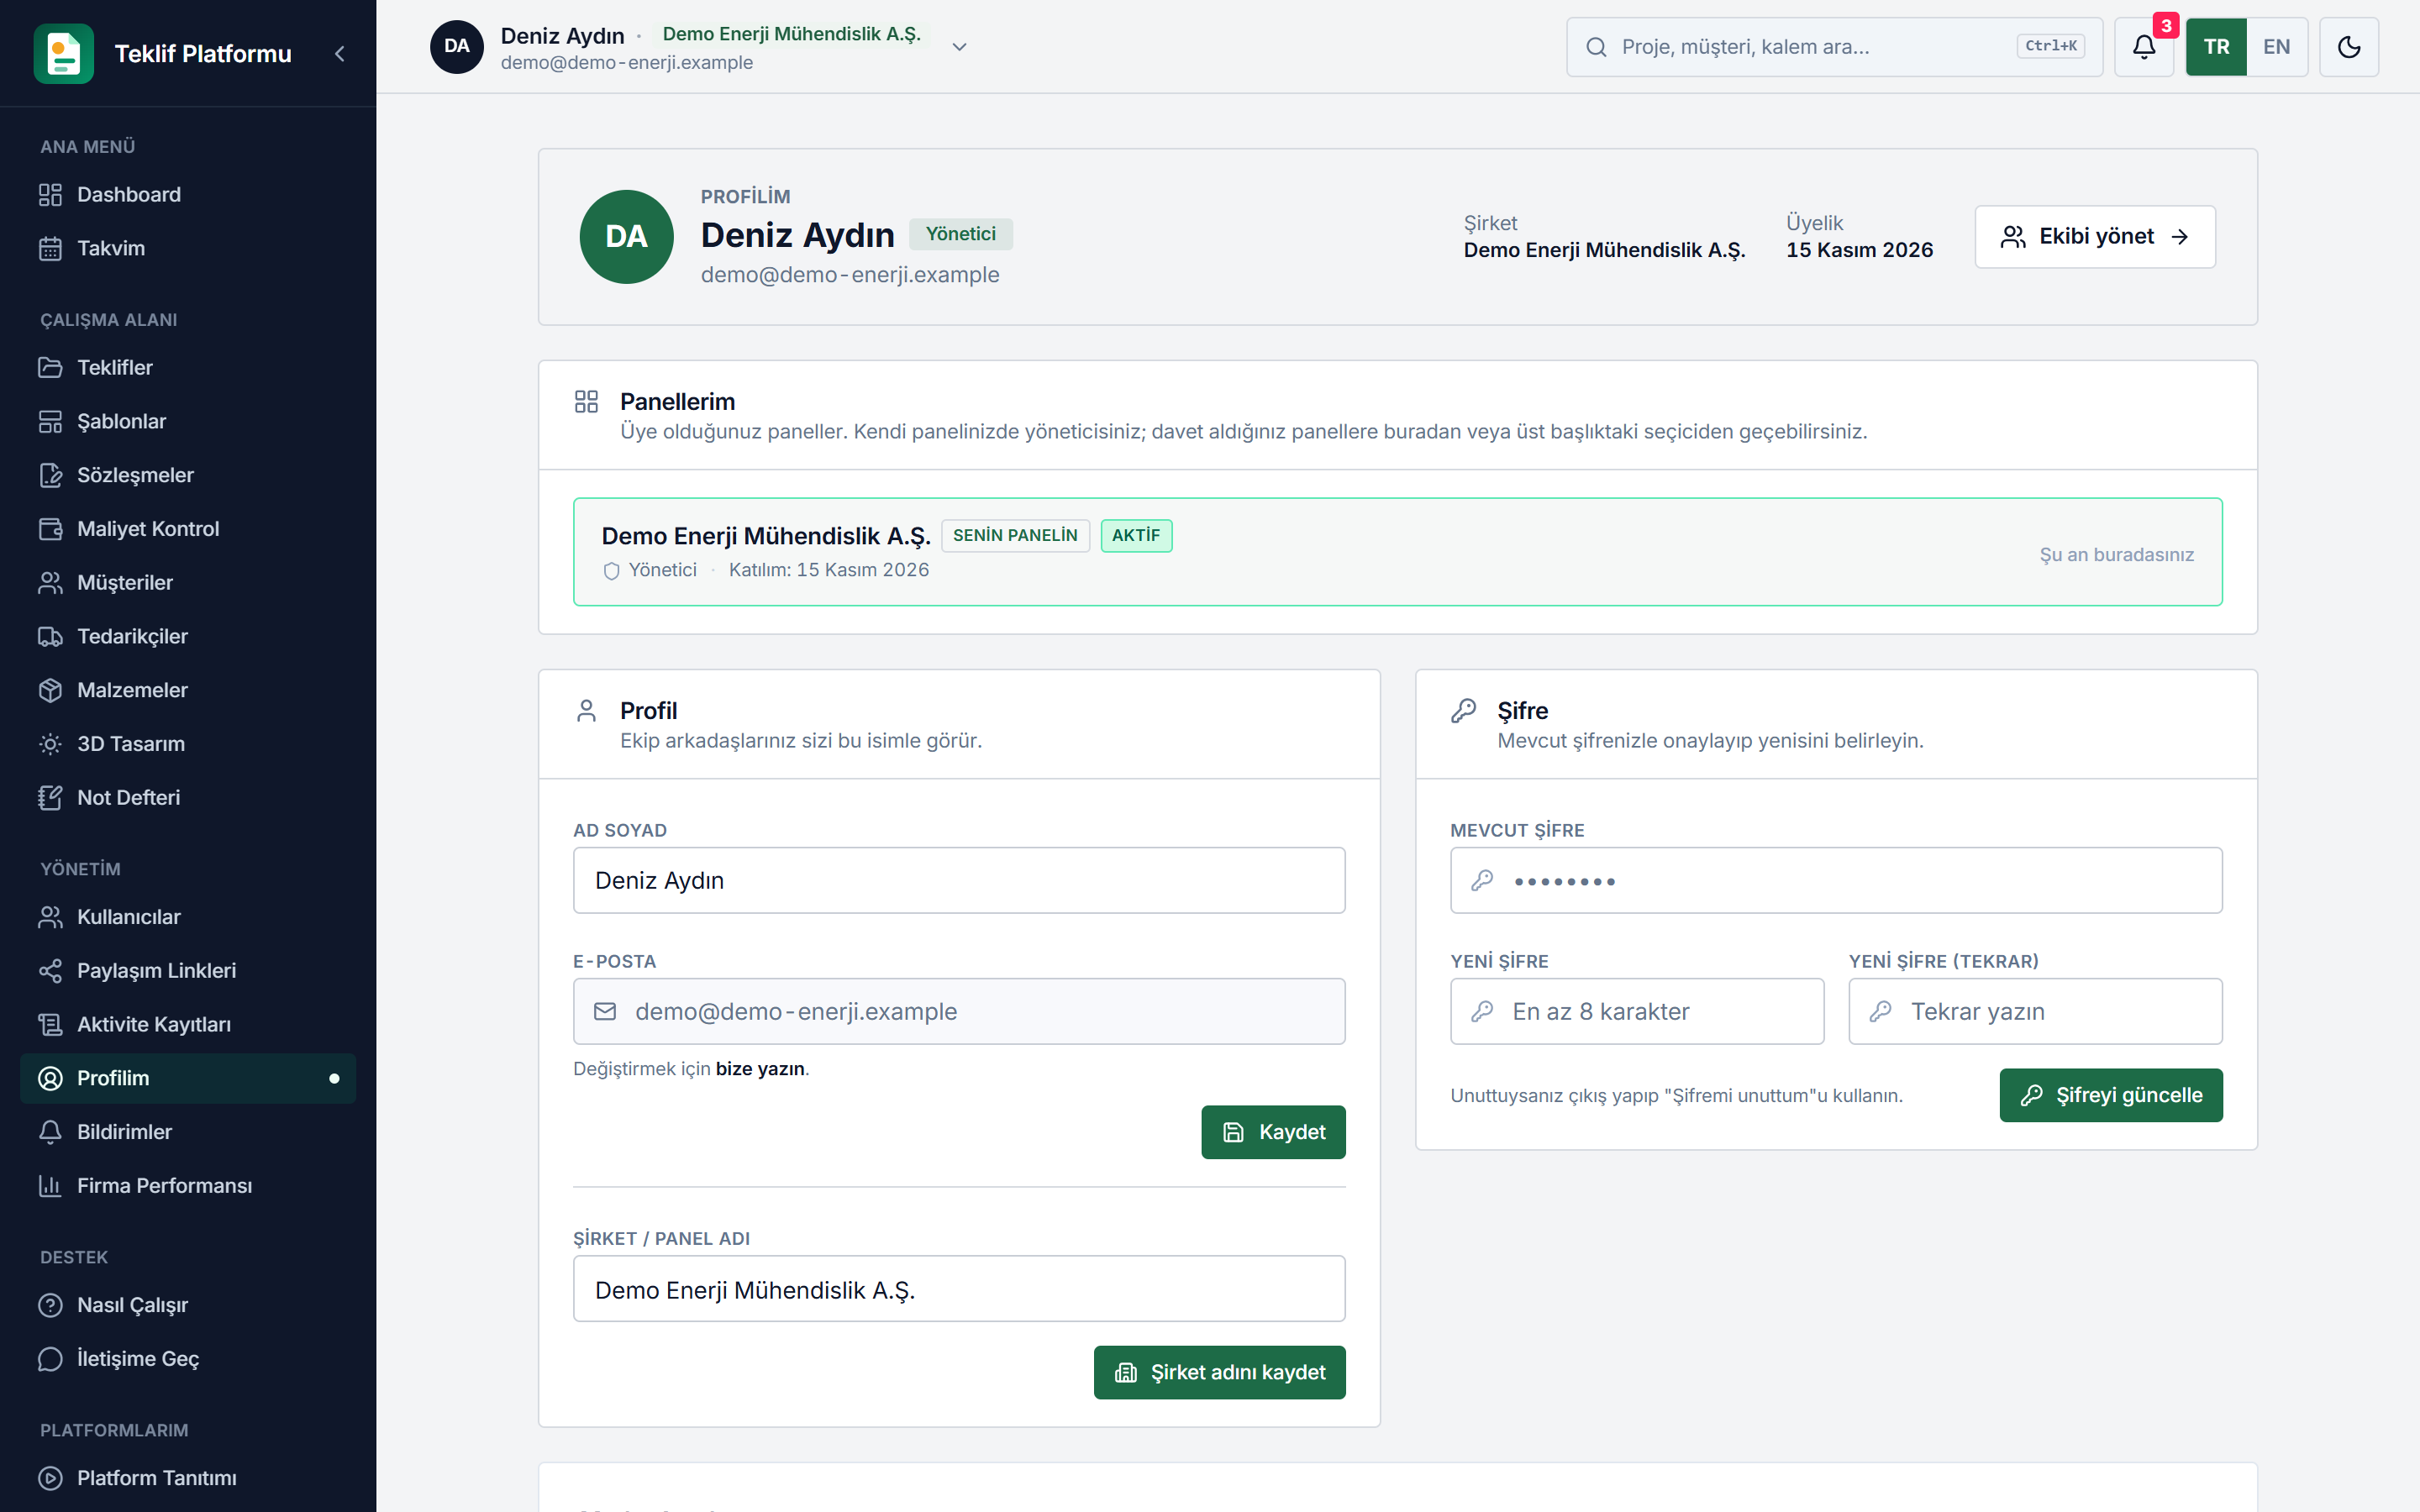 Teklif Platformu
ANA MENÜ
Dashboard
Takvim
ÇALIŞMA ALANI
Teklifler
Şablonlar
Sözleşmeler
Maliyet Kontrol
Müşteriler
Tedarikçiler
Malzemeler
3D Tasarım
Not Defteri
YÖNETİM
Kullanıcılar
Paylaşım Linkleri
Aktivite Kayıtları
Profilim
Bildirimler
Firma Performansı
DESTEK
Nasıl Çalışır
İletişime Geç
PLATFORMLARIM
Platform Tanıtımı
DA
Deniz Aydın · Demo Enerji Mühendislik A.Ş.
demo@demo-enerji.example
Proje, müşteri, kalem ara... Ctrl+K
3
TR EN
DA
PROFİLİM
Deniz Aydın Yönetici
demo@demo-enerji.example
Şirket
Demo Enerji Mühendislik A.Ş.
Üyelik
15 Kasım 2026
Ekibi yönet →
Panellerim
Üye olduğunuz paneller. Kendi panelinizde yöneticisiniz; davet aldığınız panellere buradan veya üst başlıktaki seçiciden geçebilirsiniz.
Demo Enerji Mühendislik A.Ş. SENİN PANELİN AKTİF
Yönetici · Katılım: 15 Kasım 2026
Şu an buradasınız
Profil
Ekip arkadaşlarınız sizi bu isimle görür.
AD SOYAD
Deniz Aydın
E-POSTA
demo@demo-enerji.example
Değiştirmek için bize yazın.
Kaydet
ŞİRKET / PANEL ADI
Demo Enerji Mühendislik A.Ş.
Şirket adını kaydet
Şifre
Mevcut şifrenizle onaylayıp yenisini belirleyin.
MEVCUT ŞİFRE
••••••••
YENİ ŞİFRE
En az 8 karakter
YENİ ŞİFRE (TEKRAR)
Tekrar yazın
Unuttuysanız çıkış yapıp "Şifremi unuttum"u kullanın.
Şifreyi güncelle